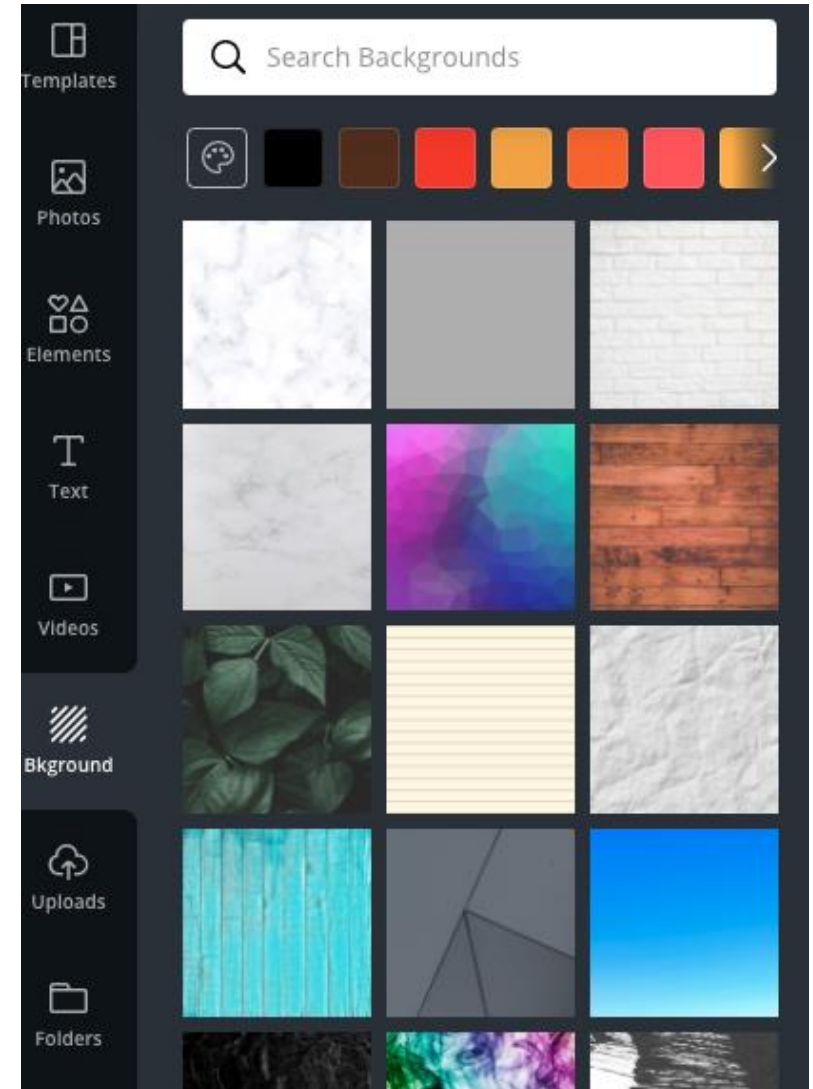 Search Backgrounds
Templates
Photos
Elements
Text
Videos
Bkground
Uploads
Folders